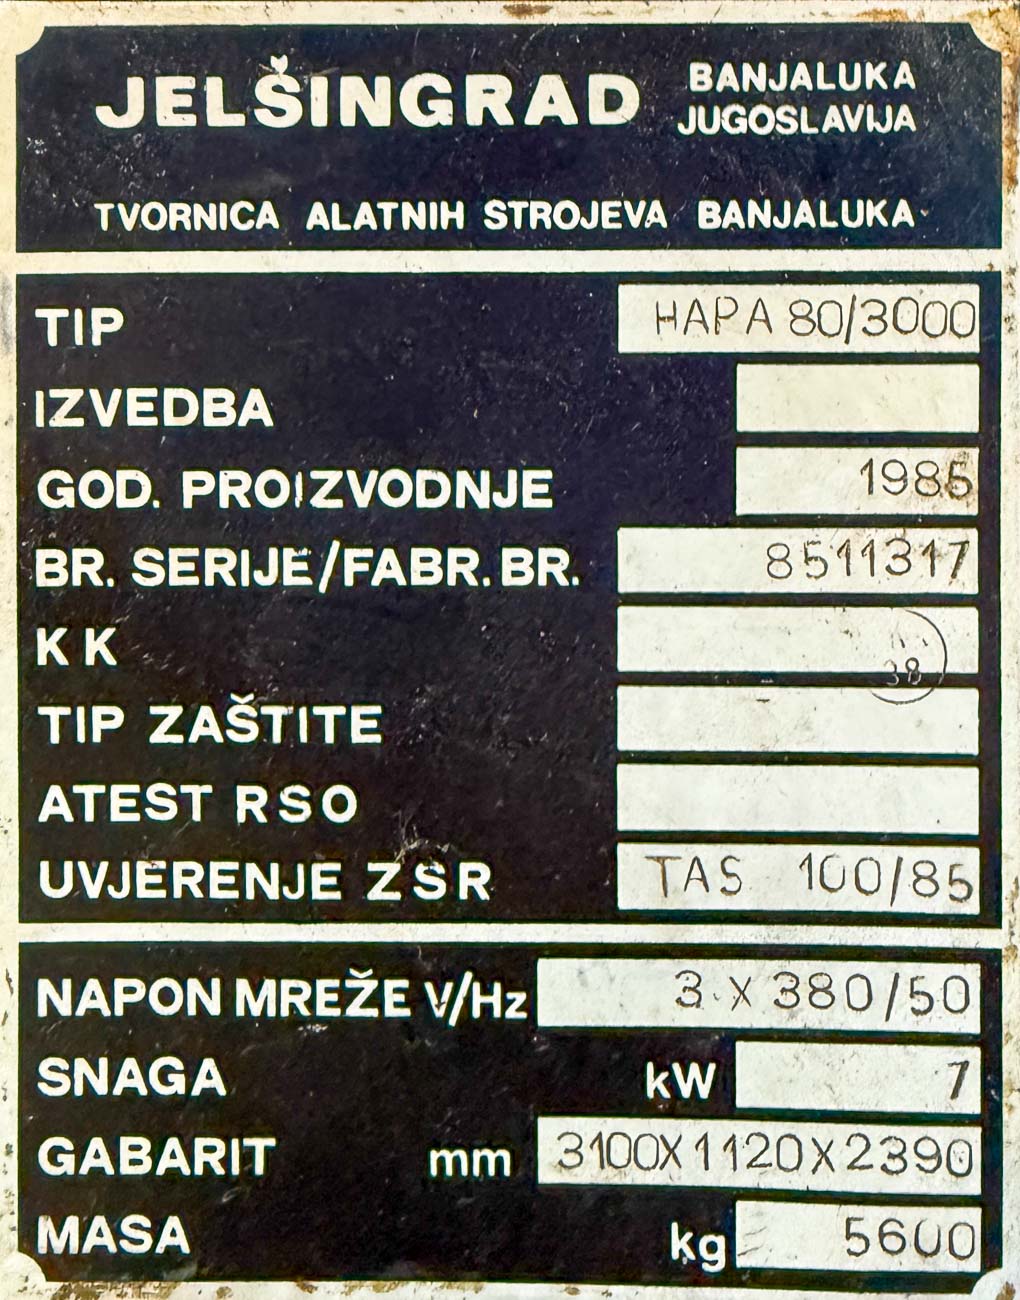 JELŠINGRAD BANJALUKA
JUGOSLAVIJA
TVORNICA ALATNIH STROJEVA BANJALUKA
TIP HAPA 80/3000
IZVEDBA
GOD. PROIZVODNJE 1985
BR. SERIJE/FABR. BR. 8511317
K K
38
TIP ZAŠTITE
ATEST RSO
UVJERENJE ZSR TAS 100/85
NAPON MREŽE V/Hz 3 X 380/50
SNAGA kW 7
GABARIT mm 3100X1120X2390
MASA kg 5600